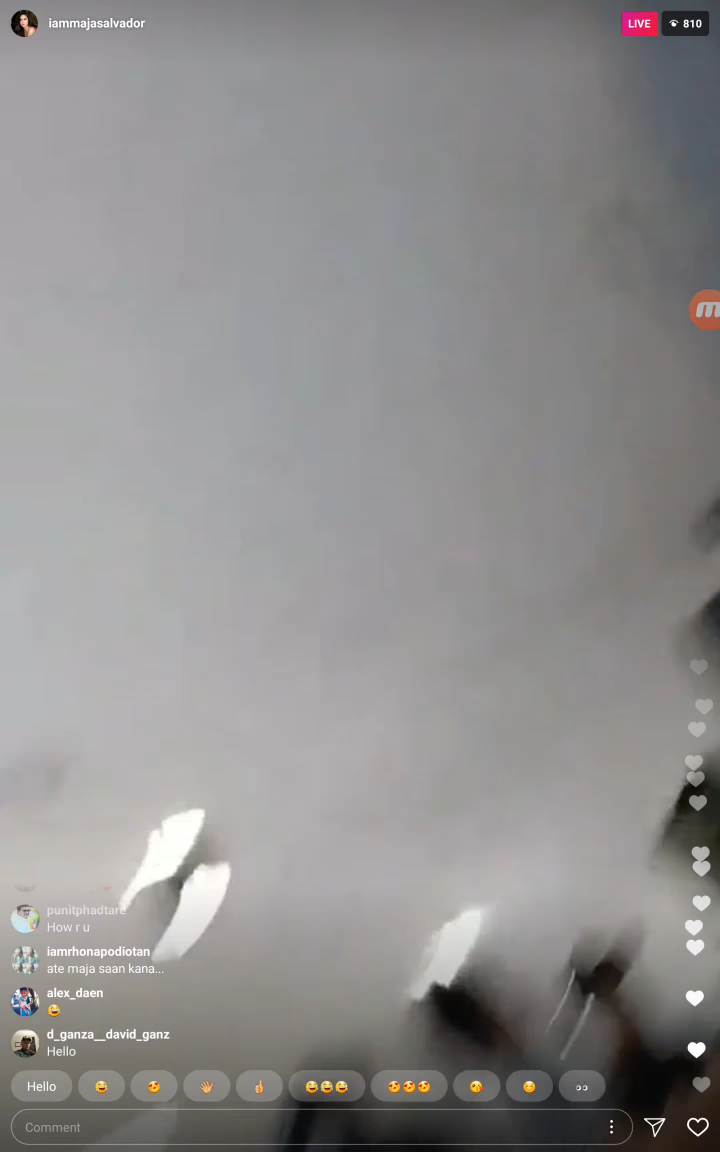 iammajasalvador
LIVE
810
punitphadtare
How r u
iamrhonapodiotan
ate maja saan kana...
alex_daen
😂
d_ganza__david_ganz
Hello
Hello 😂 😍 👋 👆 😂😂😂 😍😍😍 😘 😊 👀
Comment